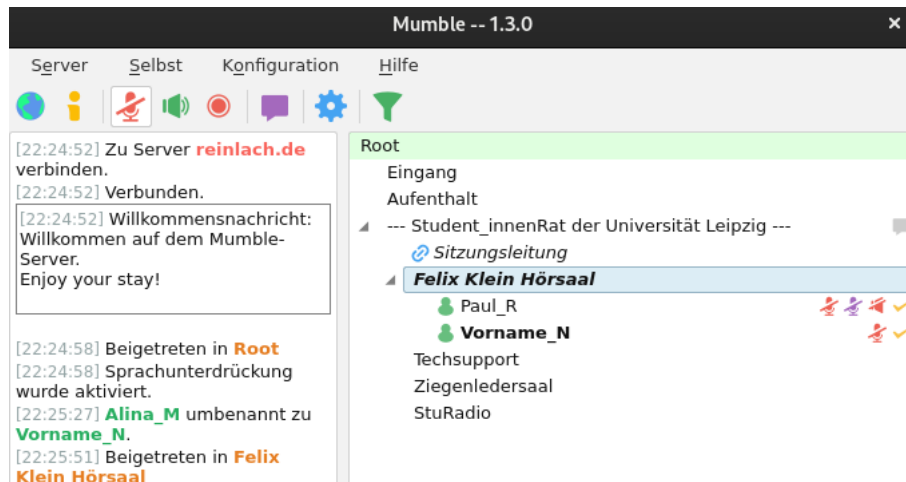 Mumble -- 1.3.0
Server Selbst Konfiguration Hilfe
[22:24:52] Zu Server reinlach.de
verbinden.
[22:24:52] Verbunden.
[22:24:52] Willkommensnachricht:
Willkommen auf dem Mumble-
Server.
Enjoy your stay!
[22:24:58] Beigetreten in Root
[22:24:58] Sprachunterdrückung
wurde aktiviert.
[22:25:27] Alina_M umbenannt zu
Vorname_N.
[22:25:51] Beigetreten in Felix
Klein Hörsaal
Root
Eingang
Aufenthalt
--- Student_innenRat der Universität Leipzig ---
Sitzungsleitung
Felix Klein Hörsaal
Paul_R
Vorname_N
Techsupport
Ziegenledersaal
StuRadio